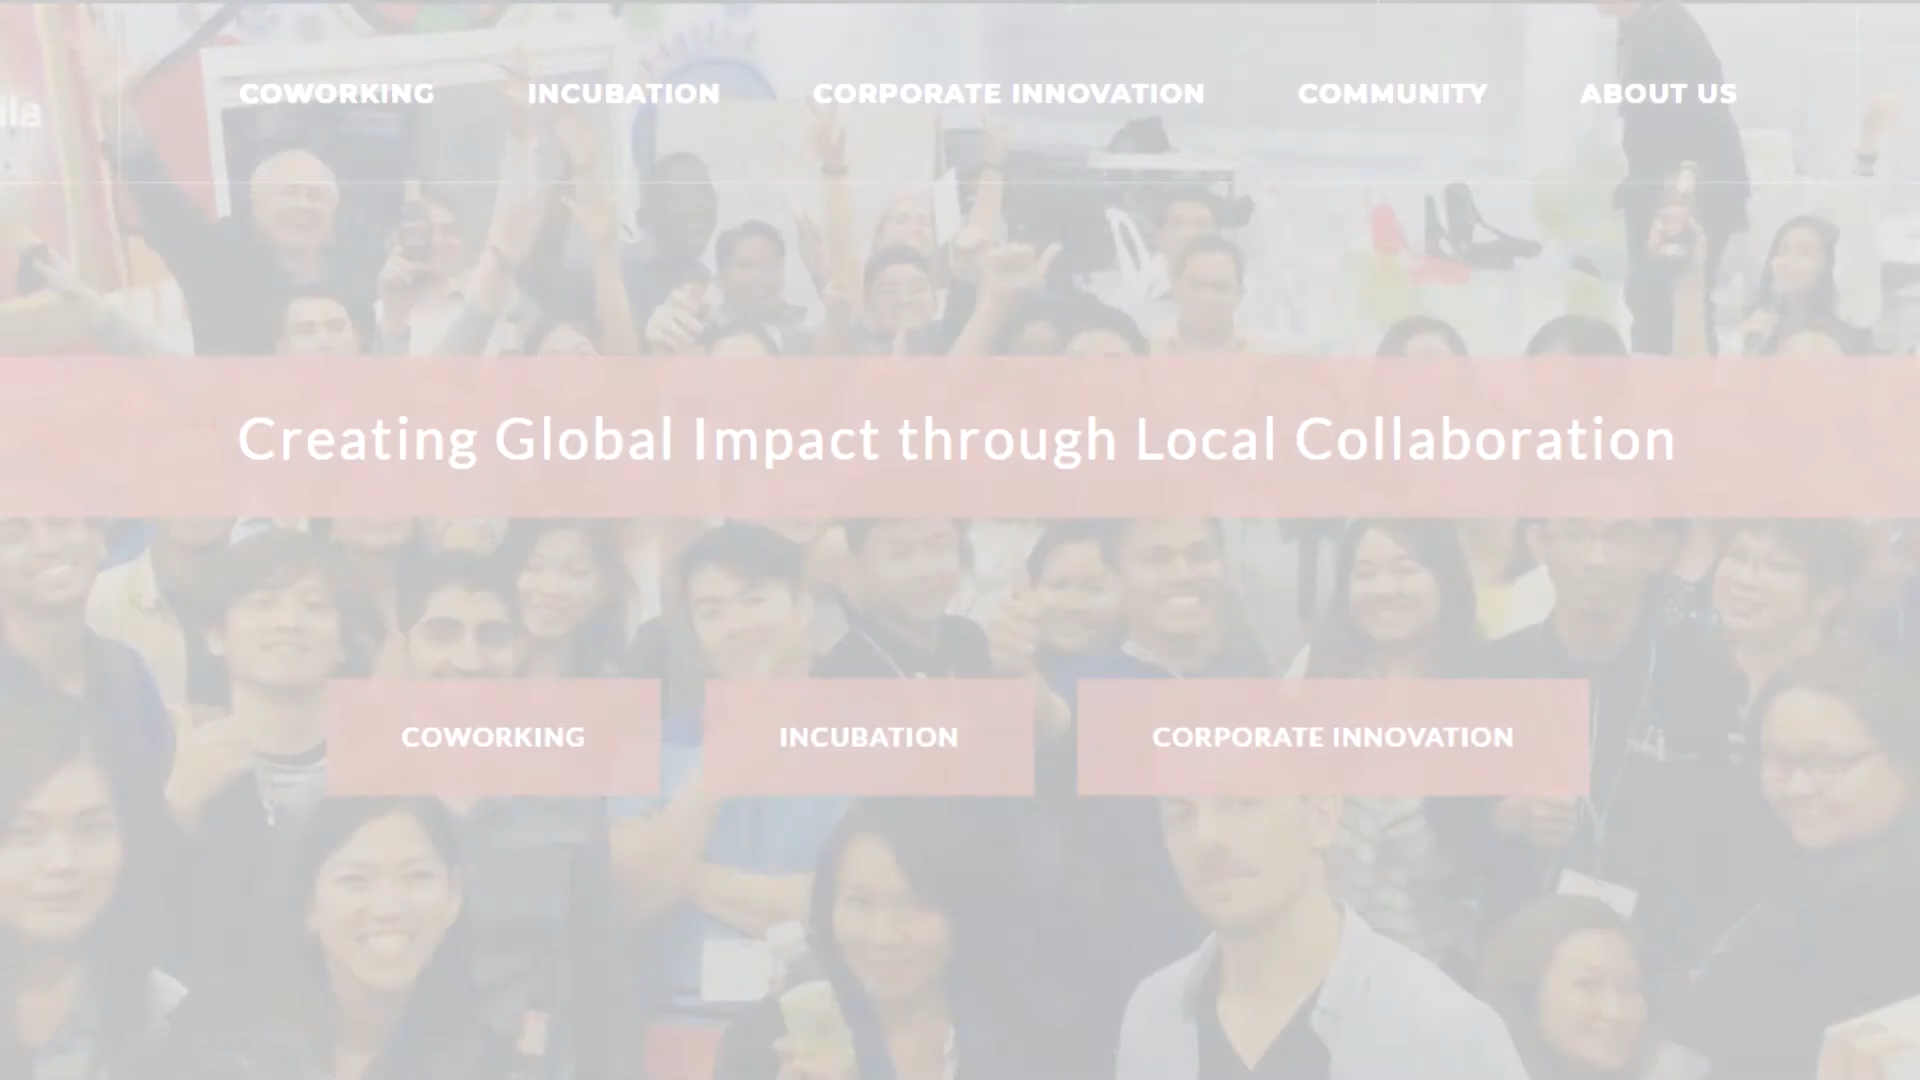 COWORKING
INCUBATION
CORPORATE INNOVATION
COMMUNITY
ABOUT US
Creating Global Impact through Local Collaboration
COWORKING
INCUBATION
CORPORATE INNOVATION